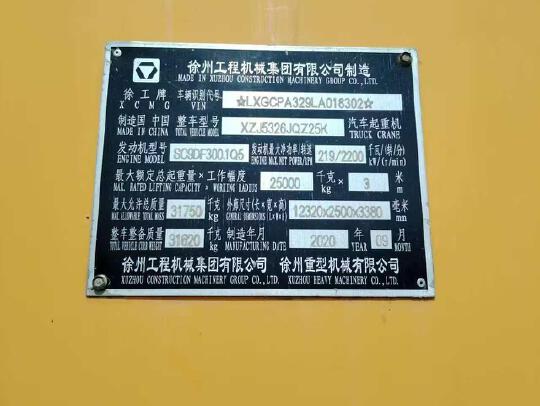 徐州工程机械集团有限公司制造
MADE IN XUZHOU CONSTRUCTION MACHINERY GROUP CO.,LTD.
徐工牌 车辆识别代号 ☆LXGCPA329LA018302☆
XCMG VIN
制造国 中国 整车型号 XZJ5326JQZ25K 汽车起重机
MADE IN CHINA TOTAL VEHICLE MODEL TRUCK CRANE
发动机型号 SC9DF300.1Q5 发动机最大净功率/转速 219/2200 千瓦/(转/分)
ENGINE MODEL ENGINE MAX.NET POWER/RPM kW/(r/min)
最大额定总起重量×工作幅度 25000 千克 × 3 米
MAX. RATED LIFTING CAPACITY × WORKING RADIUS kg m
最大允许总质量 31750 千克 外廓尺寸(长×宽×高) 12320x2500x3380 毫米
MAX. ALLOWABLE TOTAL MASS kg GENERAL DIMENSIONS (L×W×H) mm
整车整备质量 31620 千克 制造年月 2020 年 09 月
TOTAL VEHICLE CURB WEIGHT kg MANUFACTURING DATE YEAR MONTH
徐州工程机械集团有限公司 徐州重型机械有限公司
XUZHOU CONSTRUCTION MACHINERY GROUP CO.,LTD. XUZHOU HEAVY MACHINERY CO.,LTD.